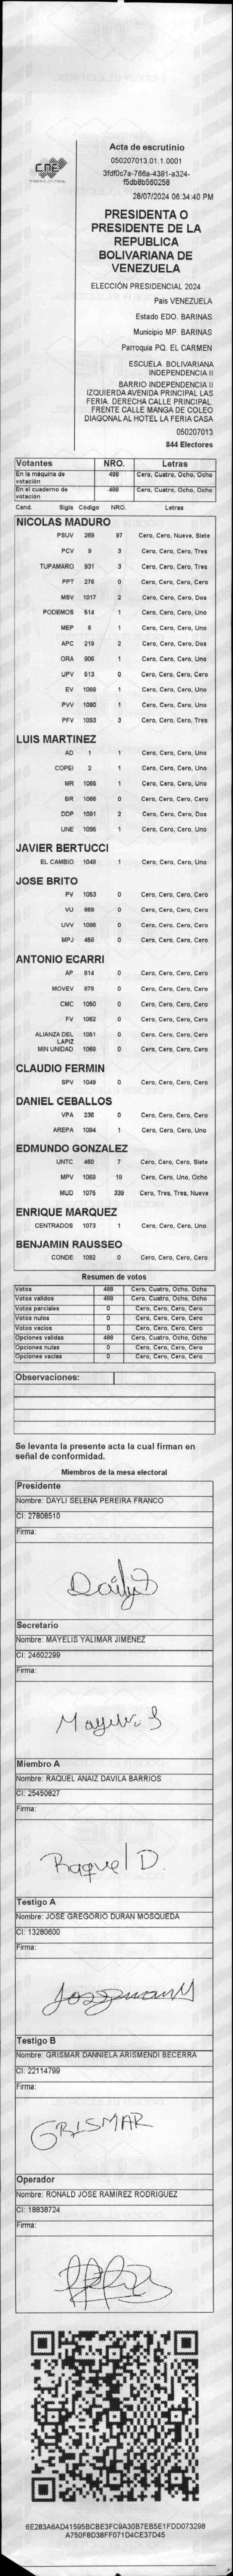 CNE
Acta de escrutinio
050207013.01.1.0001
3fdf0c7a-766a-4391-a324-
f5db8b560258
28/07/2024 06:34:40 PM
PRESIDENTA O
PRESIDENTE DE LA
REPUBLICA
BOLIVARIANA DE
VENEZUELA
ELECCIÓN PRESIDENCIAL 2024
Pais VENEZUELA
Estado EDO. BARINAS
Municipio MP. BARINAS
Parroquia PQ. EL CARMEN
ESCUELA BOLIVARIANA
INDEPENDENCIA II
BARRIO INDEPENDENCIA II
IZQUIERDA AVENIDA PRINCIPAL LAS
FERIA. DERECHA CALLE PRINCIPAL.
FRENTE CALLE MANGA DE COLEO
DIAGONAL AL HOTEL LA FERIA CASA
050207013
844 Electores
Votantes NRO. Letras
En la máquina de votación 488 Cero, Cuatro, Ocho, Ocho
En el cuaderno de votación 488 Cero, Cuatro, Ocho, Ocho
Cand. Sigla Código NRO. Letras
NICOLAS MADURO
PSUV 269 97 Cero, Cero, Nueve, Siete
PCV 9 3 Cero, Cero, Cero, Tres
TUPAMARO 931 3 Cero, Cero, Cero, Tres
PPT 276 0 Cero, Cero, Cero, Cero
MSV 1017 2 Cero, Cero, Cero, Dos
PODEMOS 514 1 Cero, Cero, Cero, Uno
MEP 6 1 Cero, Cero, Cero, Uno
APC 219 2 Cero, Cero, Cero, Dos
ORA 906 1 Cero, Cero, Cero, Uno
UPV 513 0 Cero, Cero, Cero, Cero
EV 1089 1 Cero, Cero, Cero, Uno
PVV 1090 1 Cero, Cero, Cero, Uno
PFV 1093 3 Cero, Cero, Cero, Tres
LUIS MARTINEZ
AD 1 1 Cero, Cero, Cero, Uno
COPEI 2 1 Cero, Cero, Cero, Uno
MR 1065 1 Cero, Cero, Cero, Uno
BR 1066 0 Cero, Cero, Cero, Cero
DDP 1091 2 Cero, Cero, Cero, Dos
UNE 1095 1 Cero, Cero, Cero, Uno
JAVIER BERTUCCI
EL CAMBIO 1048 1 Cero, Cero, Cero, Uno
JOSE BRITO
PV 1053 0 Cero, Cero, Cero, Cero
VU 968 0 Cero, Cero, Cero, Cero
UVV 1096 0 Cero, Cero, Cero, Cero
MPJ 458 0 Cero, Cero, Cero, Cero
ANTONIO ECARRI
AP 814 0 Cero, Cero, Cero, Cero
MOVEV 878 0 Cero, Cero, Cero, Cero
CMC 1050 0 Cero, Cero, Cero, Cero
FV 1062 0 Cero, Cero, Cero, Cero
ALIANZA DEL LAPIZ 1051 0 Cero, Cero, Cero, Cero
MIN UNIDAD 1068 0 Cero, Cero, Cero, Cero
CLAUDIO FERMIN
SPV 1049 0 Cero, Cero, Cero, Cero
DANIEL CEBALLOS
VPA 236 0 Cero, Cero, Cero, Cero
AREPA 1094 1 Cero, Cero, Cero, Uno
EDMUNDO GONZALEZ
UNTC 460 7 Cero, Cero, Cero, Siete
MPV 1069 18 Cero, Cero, Uno, Ocho
MUD 1075 339 Cero, Tres, Tres, Nueve
ENRIQUE MARQUEZ
CENTRADOS 1073 1 Cero, Cero, Cero, Uno
BENJAMIN RAUSSEO
CONDE 1092 0 Cero, Cero, Cero, Cero
Resumen de votos
Votos 488 Cero, Cuatro, Ocho, Ocho
Votos validos 488 Cero, Cuatro, Ocho, Ocho
Votos parciales 0 Cero, Cero, Cero, Cero
Votos nulos 0 Cero, Cero, Cero, Cero
Votos vacios 0 Cero, Cero, Cero, Cero
Opciones validas 488 Cero, Cuatro, Ocho, Ocho
Opciones nulas 0 Cero, Cero, Cero, Cero
Opciones vacias 0 Cero, Cero, Cero, Cero
Observaciones:
Se levanta la presente acta la cual firman en
señal de conformidad.
Miembros de la mesa electoral
Presidente
Nombre: DAYLI SELENA PEREIRA FRANCO
CI: 27808510
Firma:
Secretario
Nombre: MAYELIS YALIMAR JIMENEZ
CI: 24602299
Firma:
Miembro A
Nombre: RAQUEL ANAIZ DAVILA BARRIOS
CI: 25450827
Firma:
Raquel D.
Testigo A
Nombre: JOSE GREGORIO DURAN MOSQUEDA
CI: 13280600
Firma:
Testigo B
Nombre: GRISMAR DANNIELA ARISMENDI BECERRA
CI: 22114799
Firma:
GRISMAR
Operador
Nombre: RONALD JOSE RAMIREZ RODRIGUEZ
CI: 18838724
Firma:
6E283A6AD41595BCBE3FC9A30B7EB5E1FDD073298
A750F8D38FF071D4CE37D45